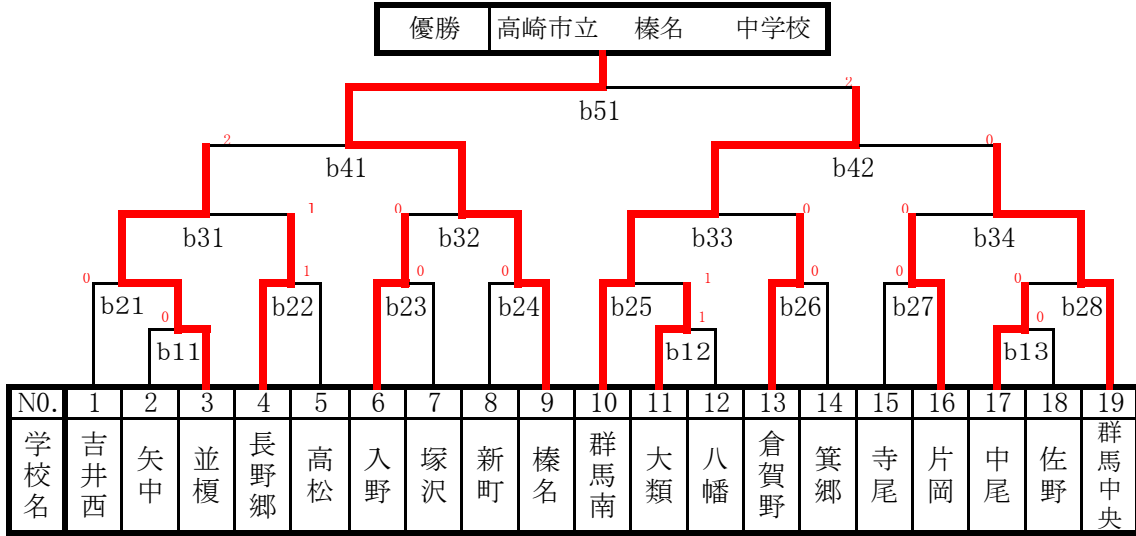 優勝 高崎市立 榛名 中学校
2
b51
2 0
b41 b42
1 0 0 0
b31 b32 b33 b34
0 1 0 0 1 0 0 0
b21 b22 b23 b24 b25 b26 b27 b28
0 1 0
b11 b12 b13
N0. 1 2 3 4 5 6 7 8 9 10 11 12 13 14 15 16 17 18 19
学校名 吉井西 矢中 並榎 長野郷 高松 入野 塚沢 新町 榛名 群馬南 大類 八幡 倉賀野 箕郷 寺尾 片岡 中尾 佐野 群馬中央